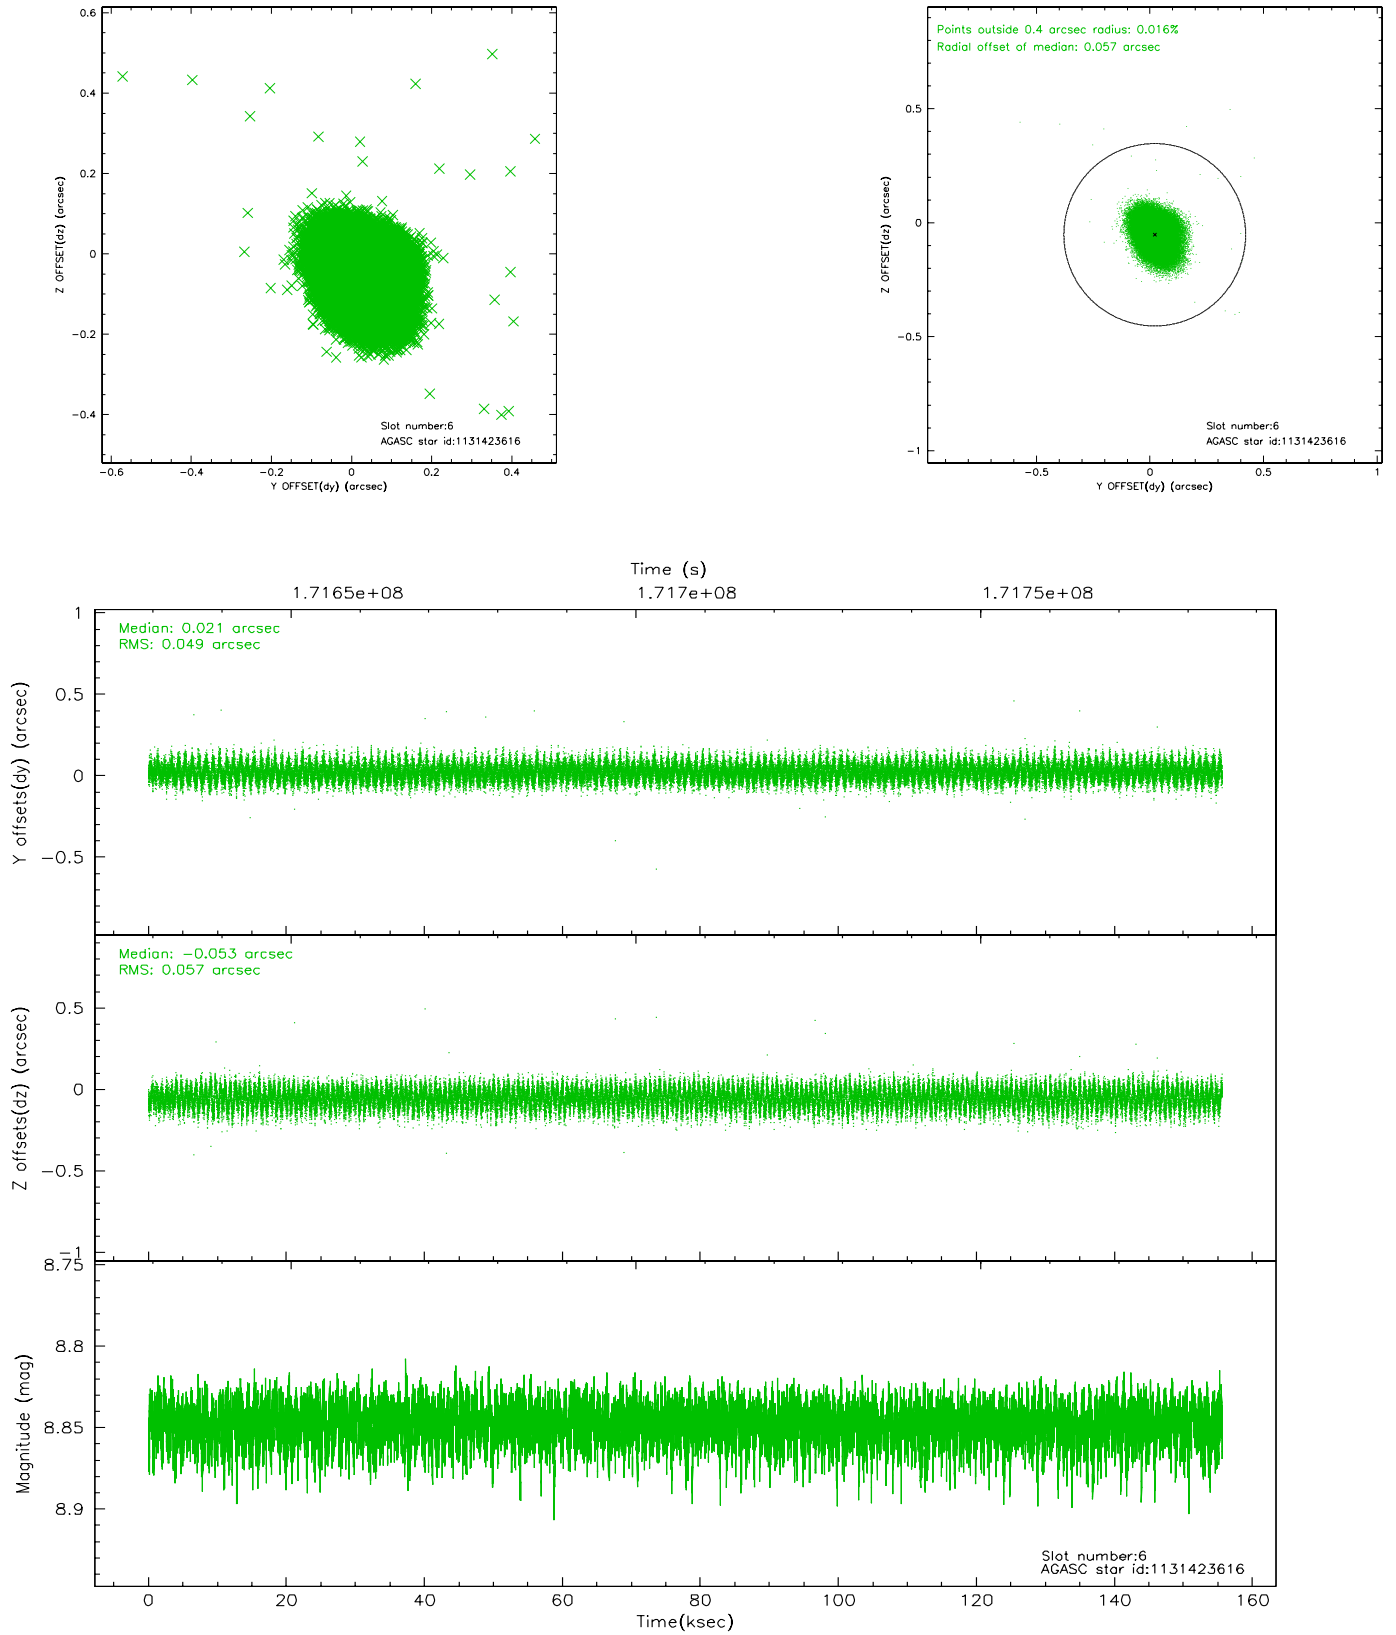 0.6
0.4
0.2
0
−0.2
−0.4
Z OFFSET(dz) (arcsec)
Slot number:6
AGASC star id:1131423616
−0.6 −0.4 −0.2 0 0.2 0.4
Y OFFSET(dy) (arcsec)
Points outside 0.4 arcsec radius: 0.016%
Radial offset of median: 0.057 arcsec
0.5
0
−0.5
−1
Z OFFSET(dz) (arcsec)
Slot number:6
AGASC star id:1131423616
−0.5 0 0.5 1
Y OFFSET(dy) (arcsec)
Time (s)
1.7165e+08 1.717e+08 1.7175e+08
Median: 0.021 arcsec
RMS: 0.049 arcsec
1
0.5
0
−0.5
Y offsets(dy) (arcsec)
Median: −0.053 arcsec
RMS: 0.057 arcsec
0.5
0
−0.5
−1
Z offsets(dz) (arcsec)
8.75
8.8
8.85
8.9
Magnitude (mag)
Slot number:6
AGASC star id:1131423616
0 20 40 60 80 100 120 140 160
Time(ksec)